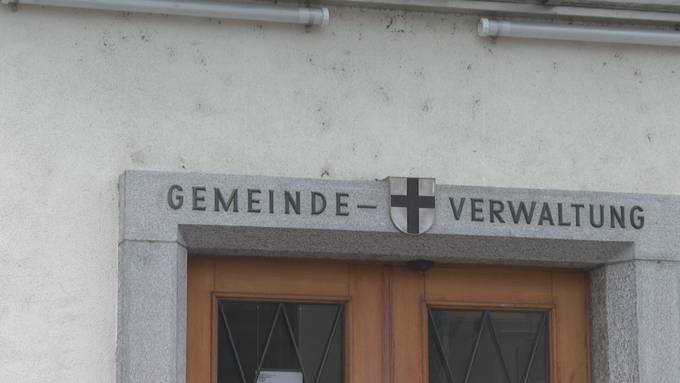 GEMEINDE – VERWALTUNG